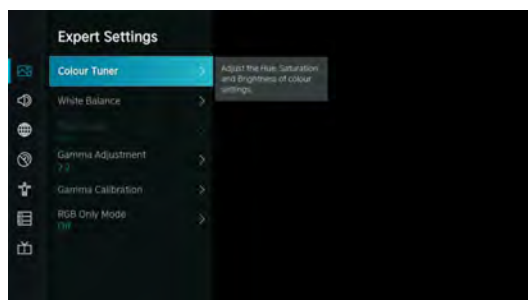 Expert Settings
Colour Tuner
Adjust the Hue, Saturation
and Brightness of colour
settings.
White Balance
Gamma Adjustment
2.2
Gamma Calibration
RGB Only Mode
Off